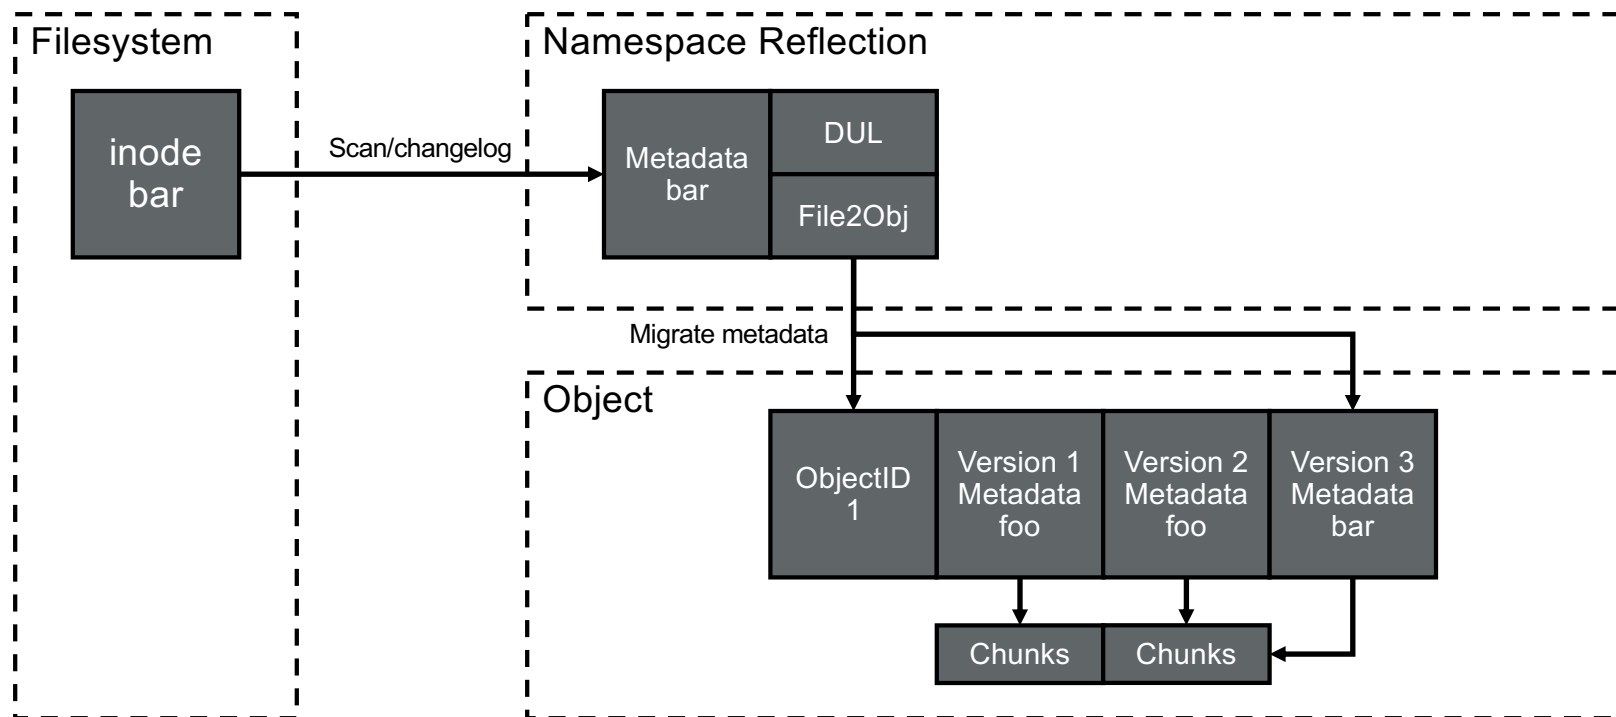 Filesystem
Namespace Reflection
inode
bar
Scan/changelog
Metadata
bar
DUL
File2Obj
Migrate metadata
Object
ObjectID
1
Version 1
Metadata
foo
Version 2
Metadata
foo
Version 3
Metadata
bar
Chunks
Chunks